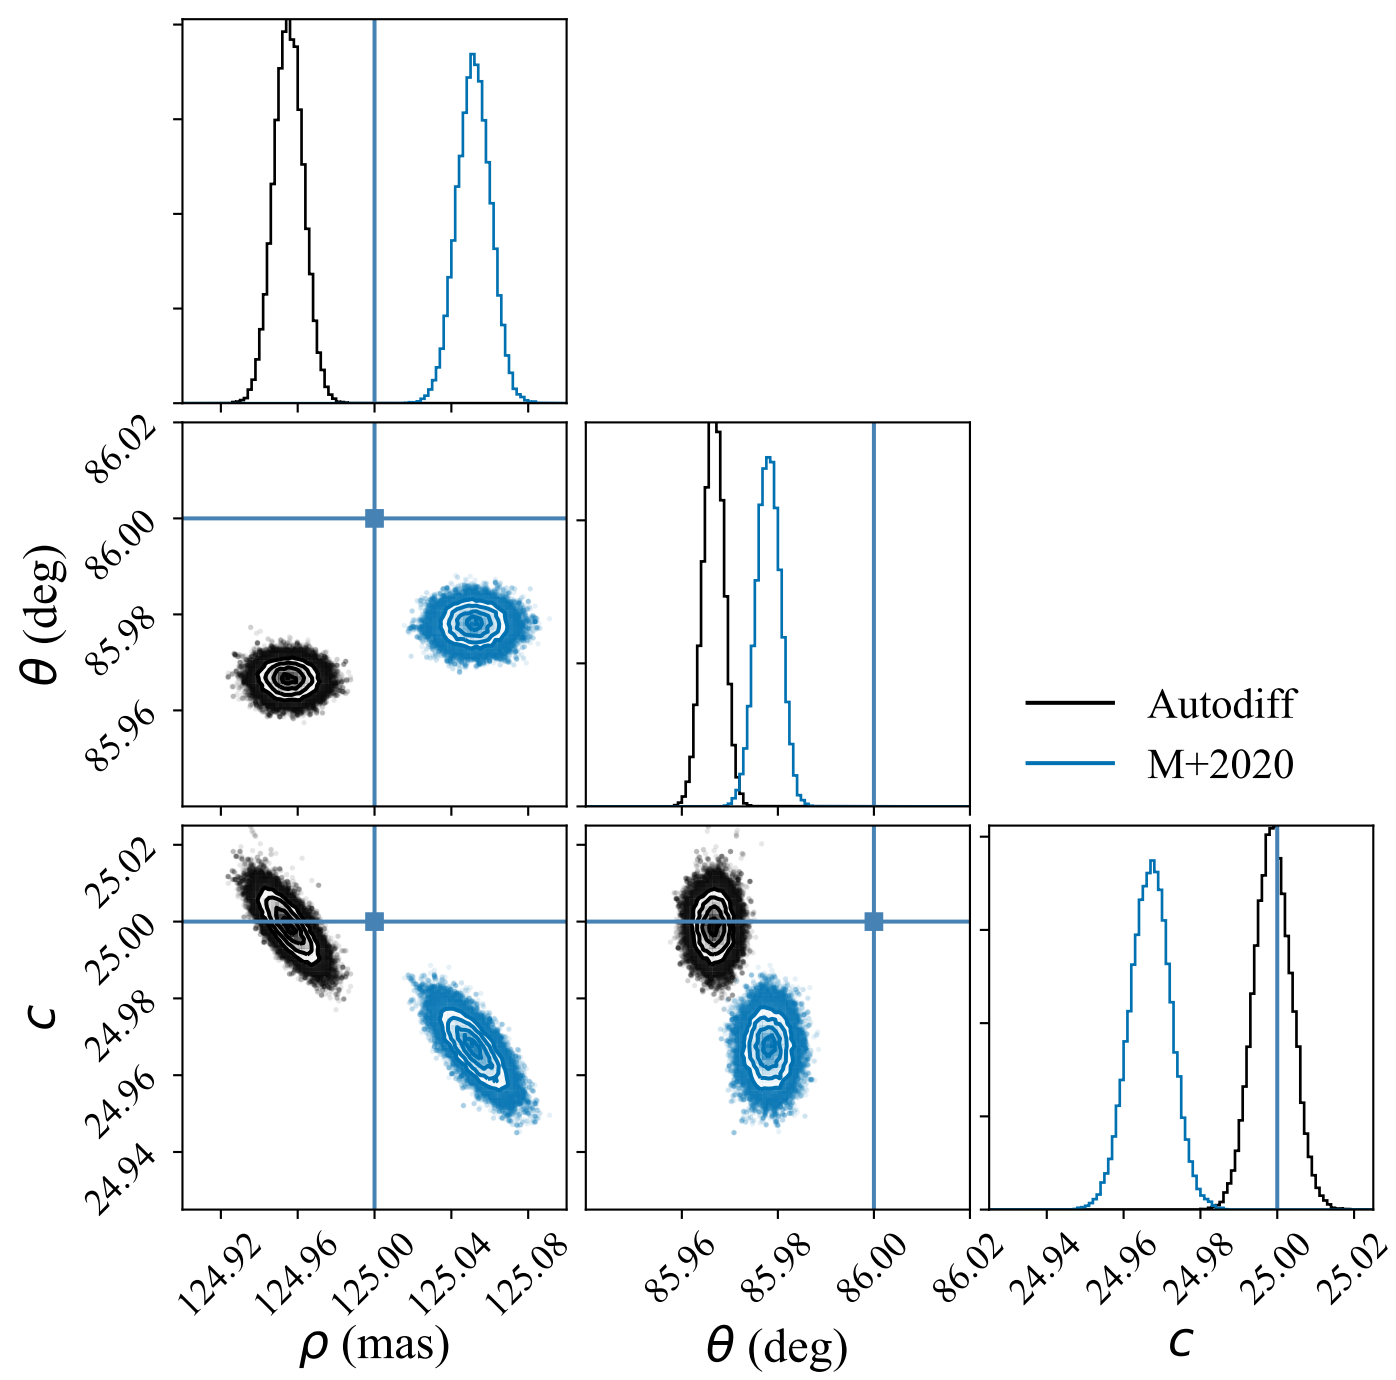 86.02
86.00
85.98
85.96
θ (deg)
Autodiff
M+2020
25.02
25.00
24.98
24.96
24.94
c
124.92 124.96 125.00 125.04 125.08
85.96 85.98 86.00 86.02
24.94 24.96 24.98 25.00 25.02
ρ (mas)
θ (deg)
c